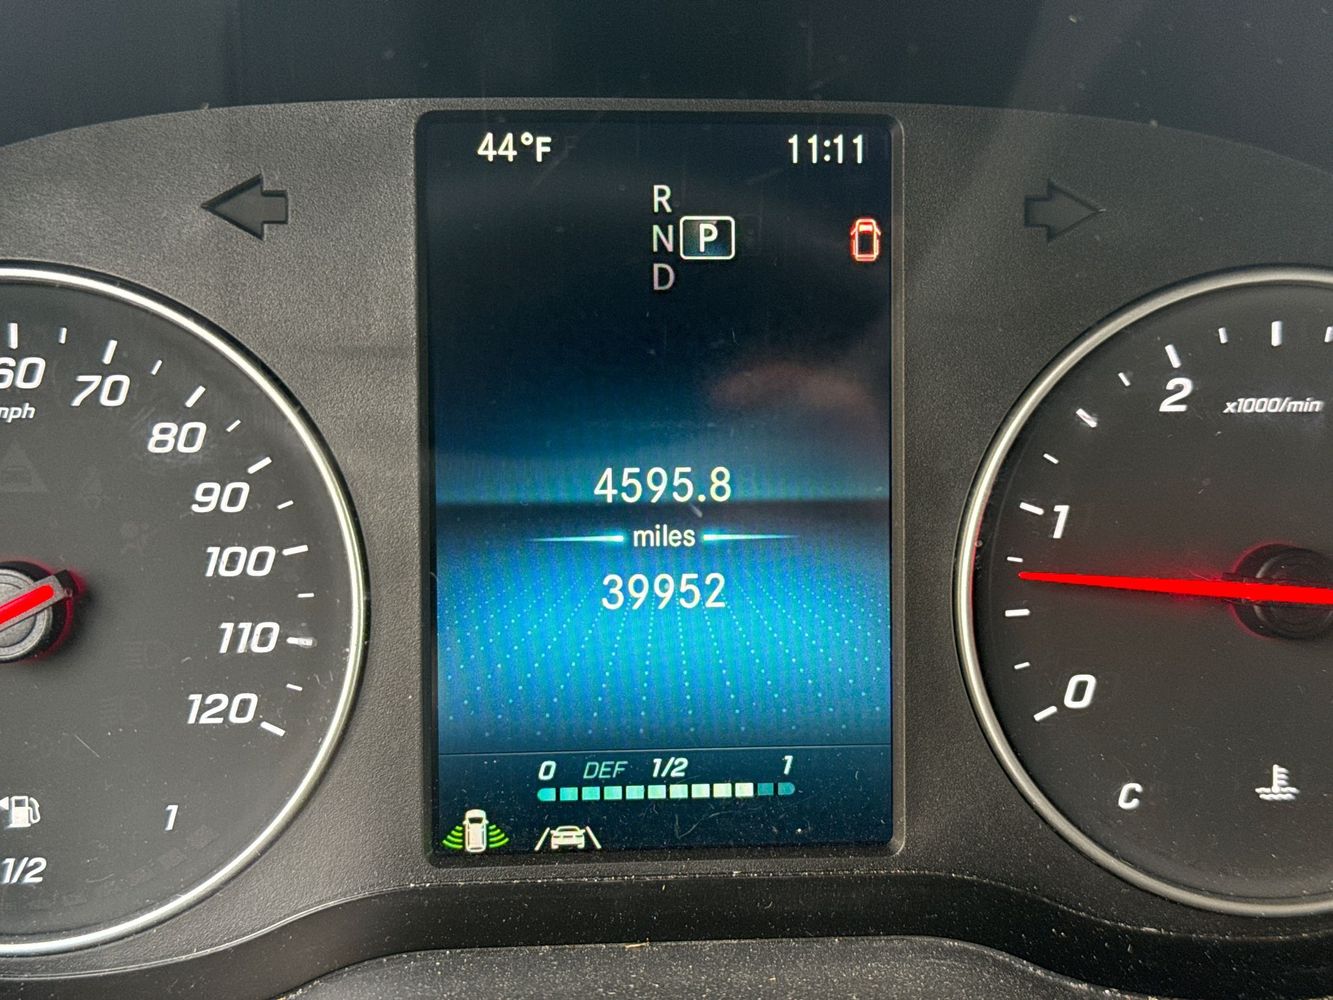 44°F 11:11
R
N P
D
60
mph
70
80
90
100
110
120
1
1/2
4595.8
miles
39952
0 DEF 1/2 1
2
x1000/min
1
0
C